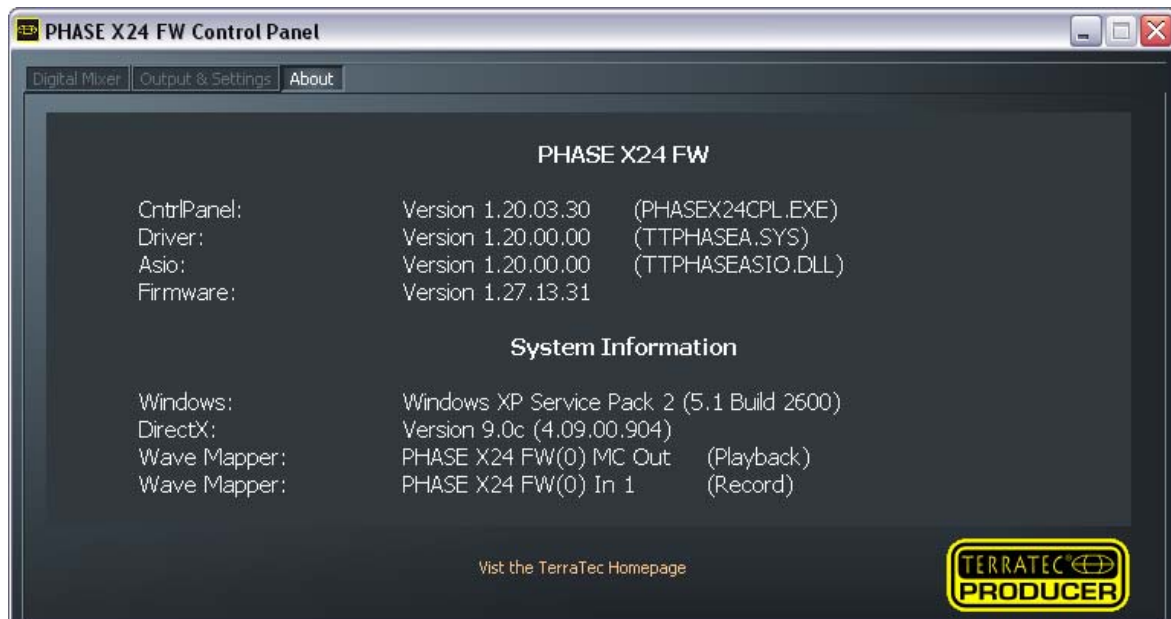 PHASE X24 FW Control Panel
Digital Mixer Output & Settings About
PHASE X24 FW
CntrlPanel: Version 1.20.03.30 (PHASEX24CPL.EXE)
Driver: Version 1.20.00.00 (TTPHASEA.SYS)
Asio: Version 1.20.00.00 (TTPHASEASIO.DLL)
Firmware: Version 1.27.13.31
System Information
Windows: Windows XP Service Pack 2 (5.1 Build 2600)
DirectX: Version 9.0c (4.09.00.904)
Wave Mapper: PHASE X24 FW(0) MC Out (Playback)
Wave Mapper: PHASE X24 FW(0) In 1 (Record)
Vist the TerraTec Homepage
TERRATEC®
PRODUCER